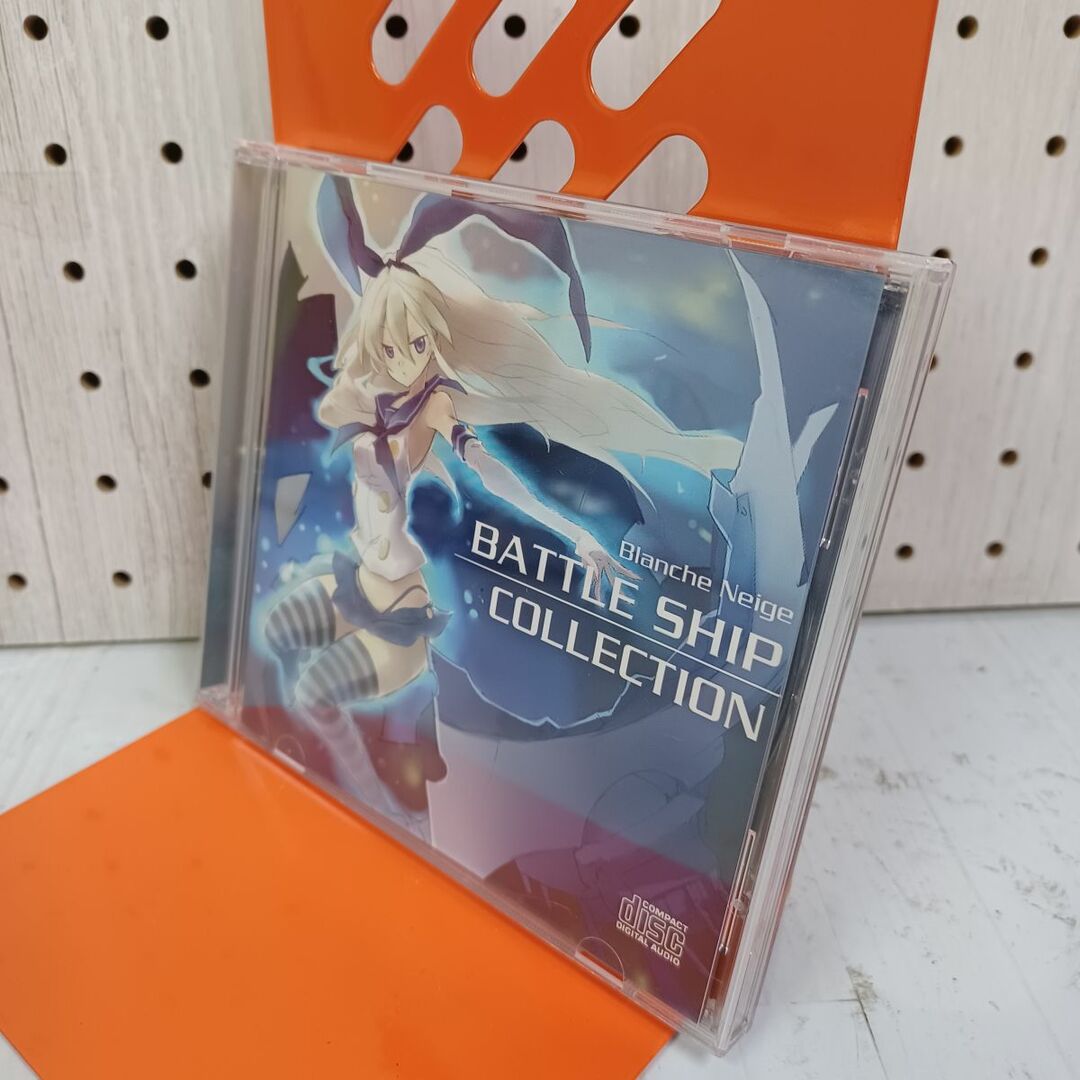 Blanche Neige
BATTLE SHIP
COLLECTION
COMPACT
disc
DIGITAL AUDIO